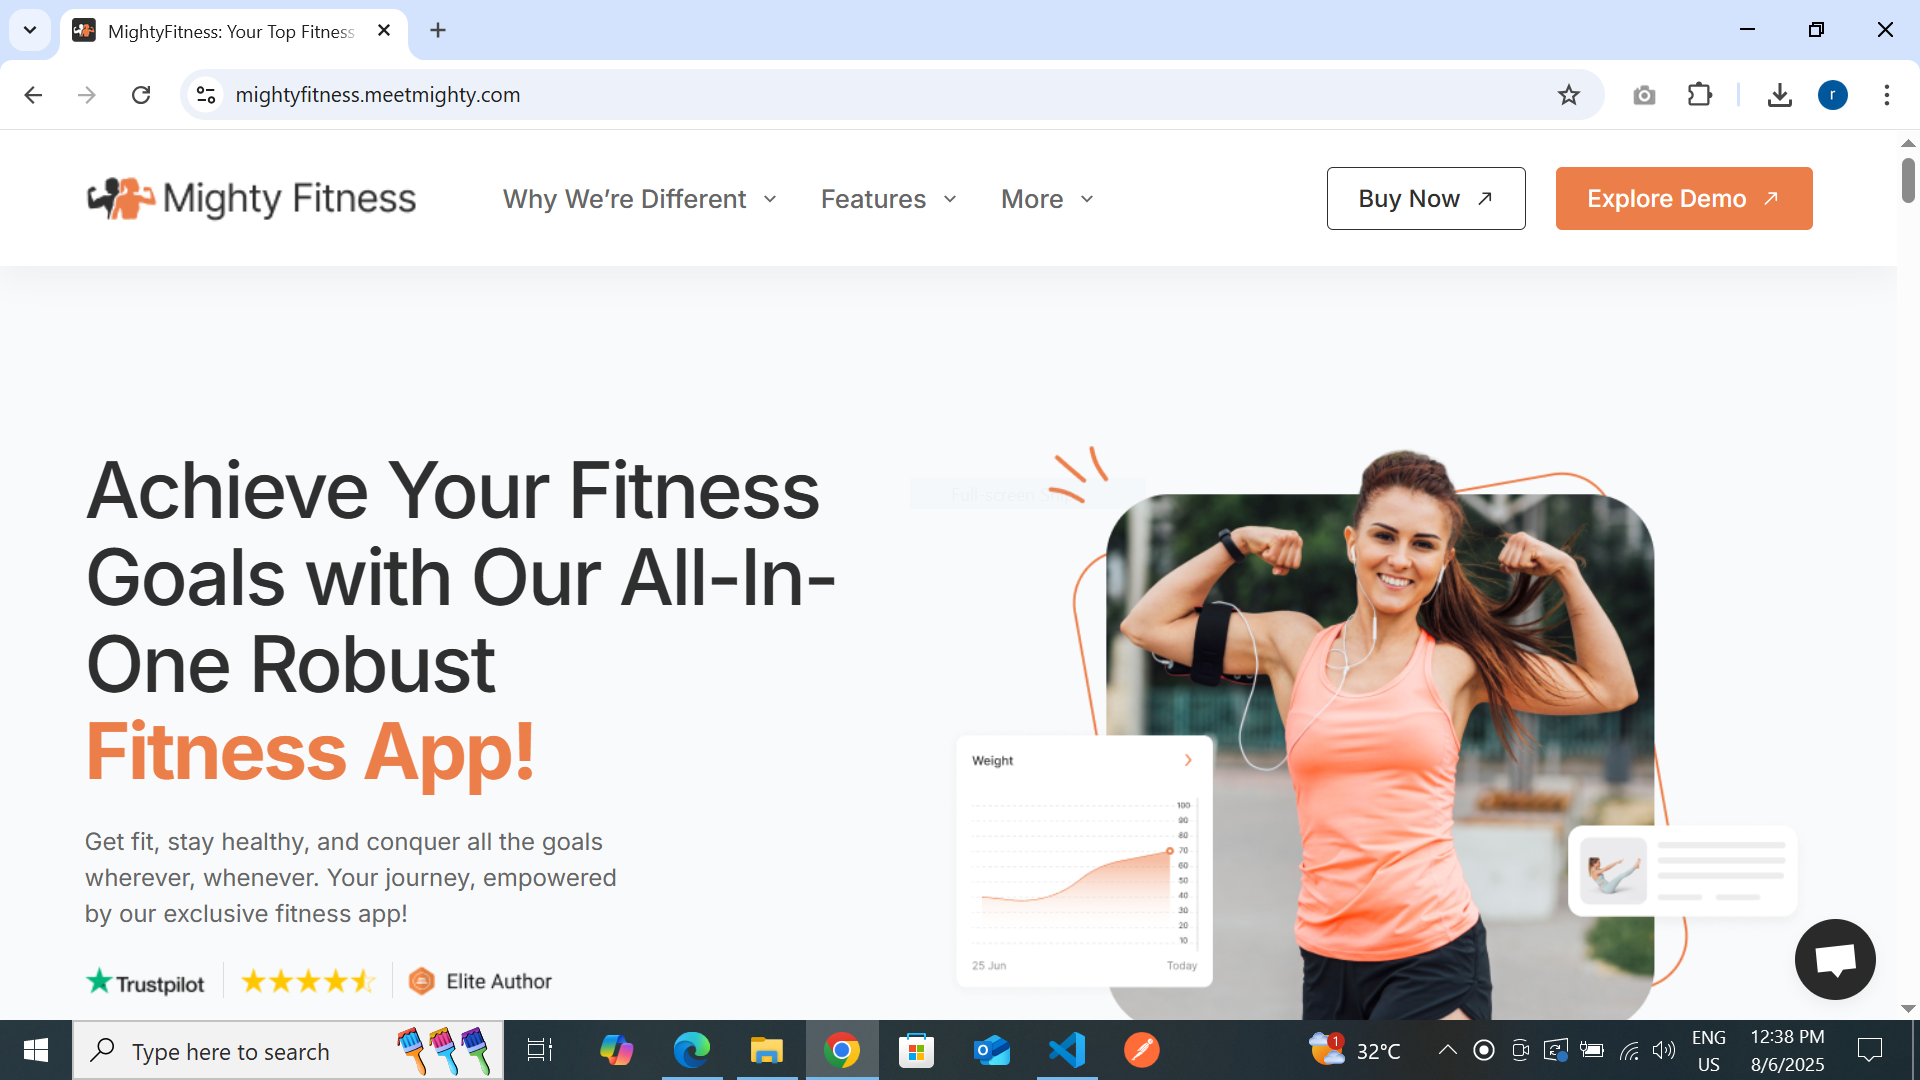 MightyFitness: Your Top Fitness
mightyfitness.meetmighty.com
r
Mighty Fitness
Why We’re Different
Features
More
Buy Now
Explore Demo
Full-screen
Achieve Your Fitness
Goals with Our All-In-
One Robust
Fitness App!
Get fit, stay healthy, and conquer all the goals
wherever, whenever. Your journey, empowered
by our exclusive fitness app!
Trustpilot
Elite Author
Weight
100
90
80
70
60
50
40
30
20
10
25 Jun
Today
Type here to search
1
32°C
ENG
US
12:38 PM
8/6/2025